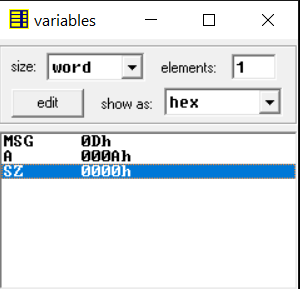 variables
size: word elements: 1
edit show as: hex
MSG 0Dh
A 000Ah
SZ 0000h